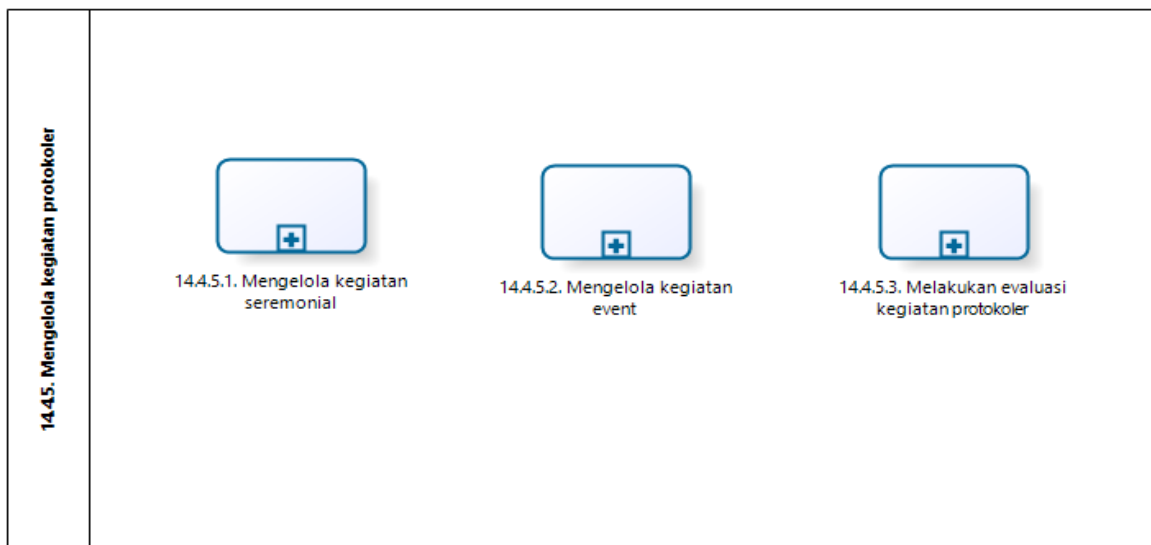 14.4.5. Mengelola kegiatan protokoler
14.4.5.1. Mengelola kegiatan
seremonial
14.4.5.2. Mengelola kegiatan
event
14.4.5.3. Melakukan evaluasi
kegiatan protokoler